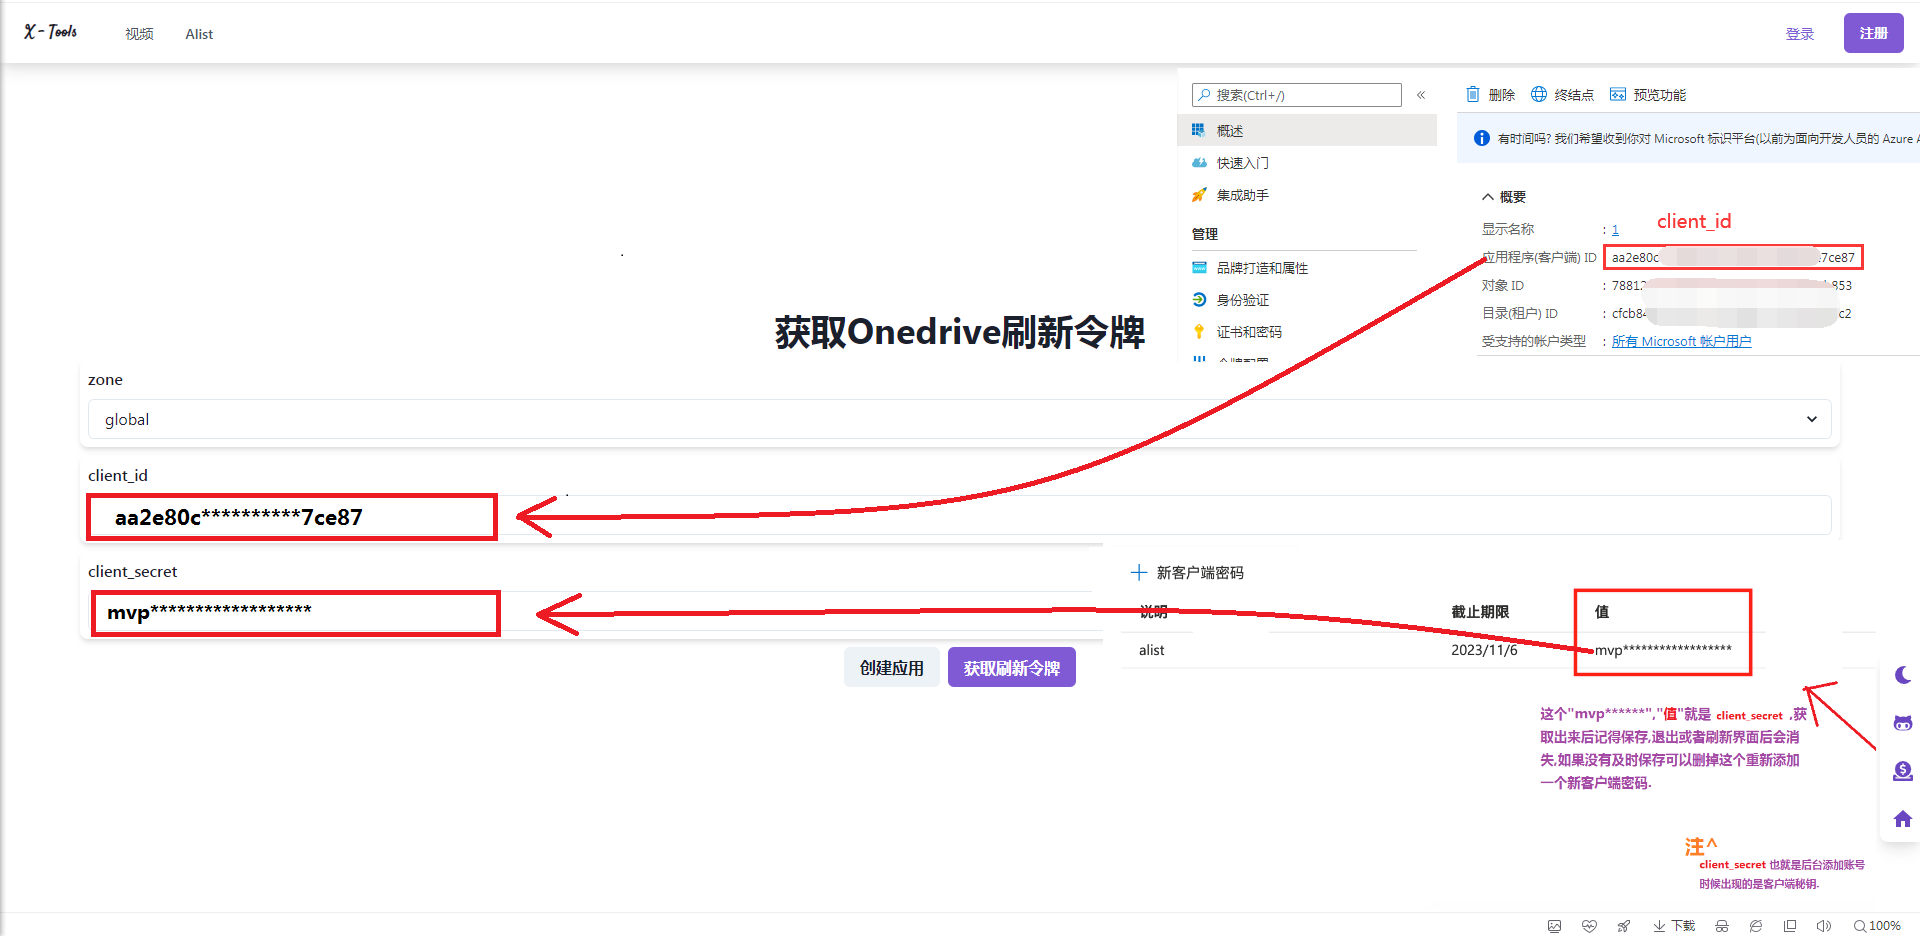 X-Tools
视频
Alist
登录
注册
搜索(Ctrl+/)
«
概述
快速入门
集成助手
管理
品牌打造和属性
身份验证
证书和密码
删除
终结点
预览功能
有时间吗? 我们希望收到你对 Microsoft 标识平台(以前为面向开发人员的 Azure A
概要
client_id
显示名称 : 1
应用程序(客户端) ID aa2e80c :7ce87
对象 ID : 7881 853
目录(租户) ID : cfcb84 c2
受支持的帐户类型 : 所有 Microsoft 帐户用户
获取Onedrive刷新令牌
zone
global
client_id
aa2e80c**********7ce87
client_secret
mvp******************
创建应用
获取刷新令牌
新客户端密码
说明 截止期限 值
alist 2023/11/6 mvp******************
这个"mvp******","值"就是 client_secret ,获
取出来后记得保存,退出或者刷新界面后会消
失,如果没有及时保存可以删掉这个重新添加
一个新客户端密码.
注^
client_secret 也就是后台添加账号
时候出现的是客户端秘钥.
下载
100%